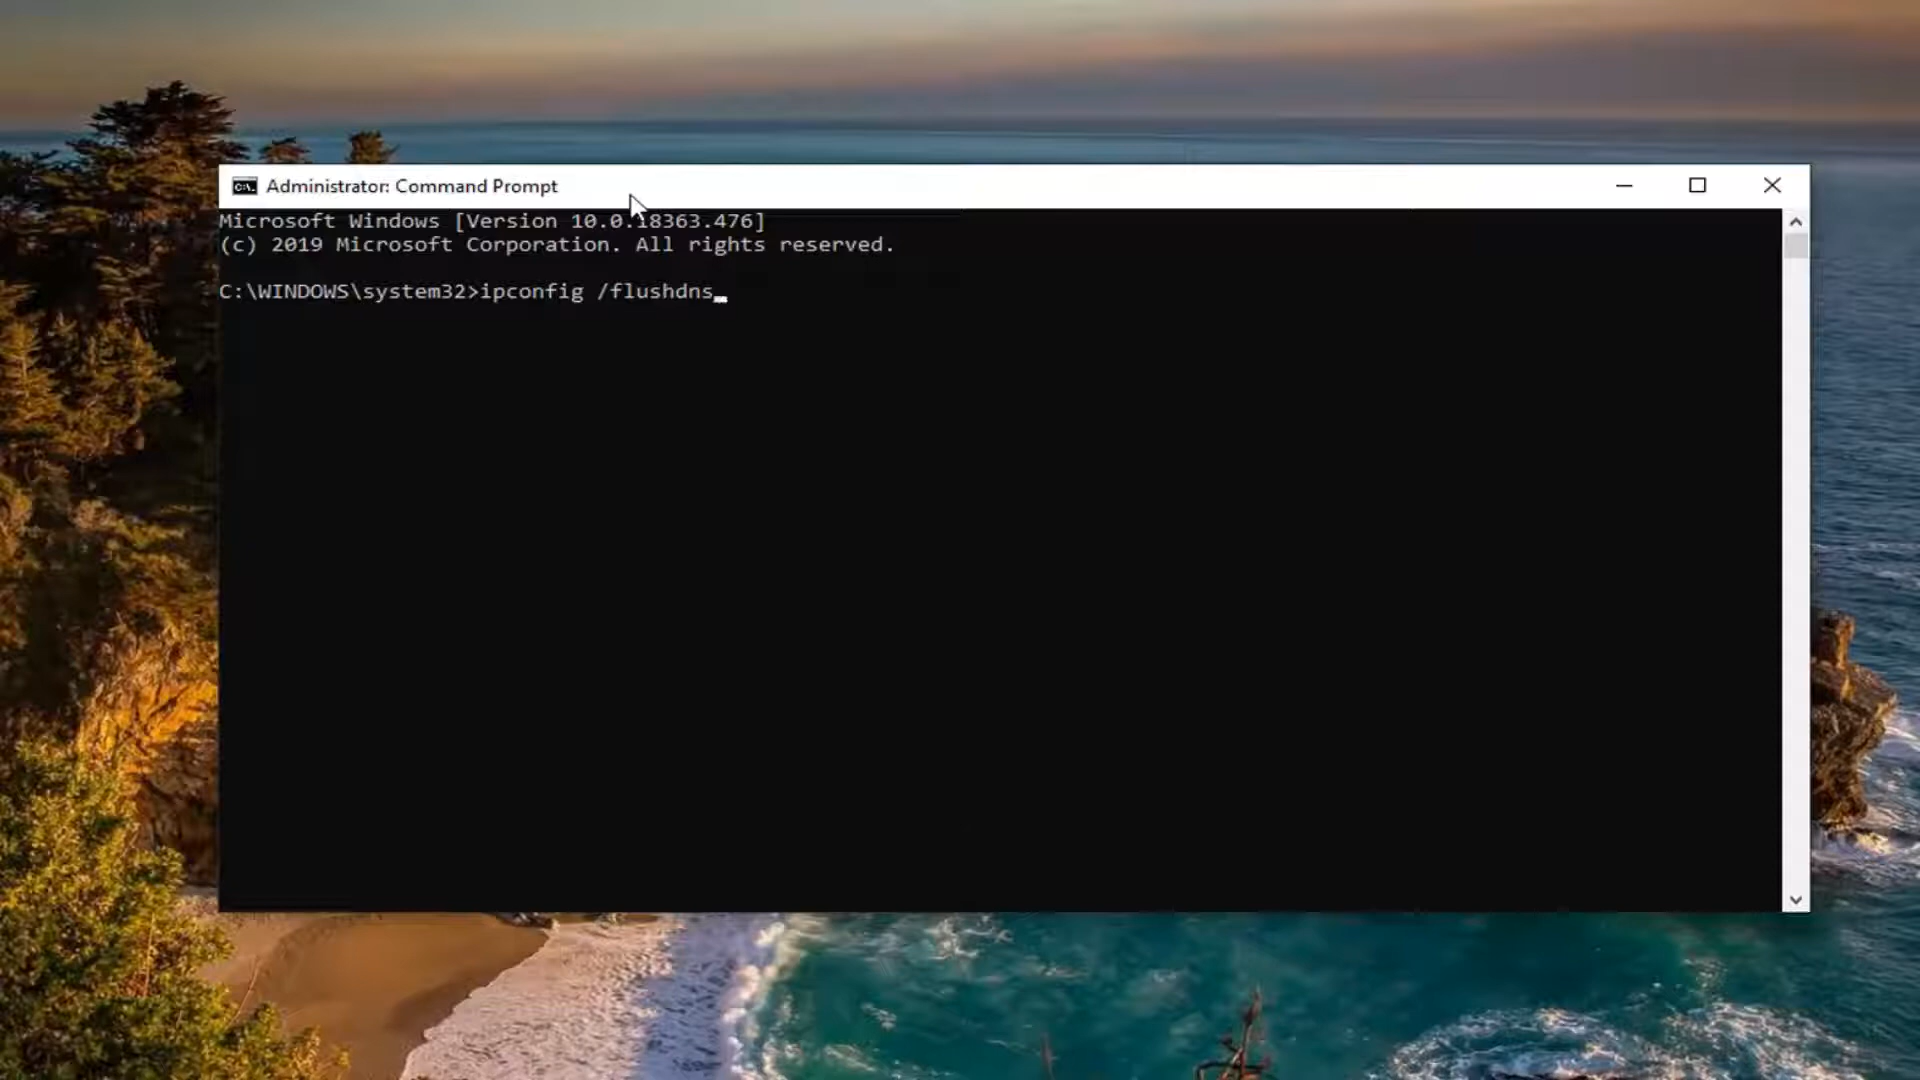 Administrator: Command Prompt
Microsoft Windows [Version 10.0.18363.476]
(c) 2019 Microsoft Corporation. All rights reserved.
C:\WINDOWS\system32>ipconfig /flushdns